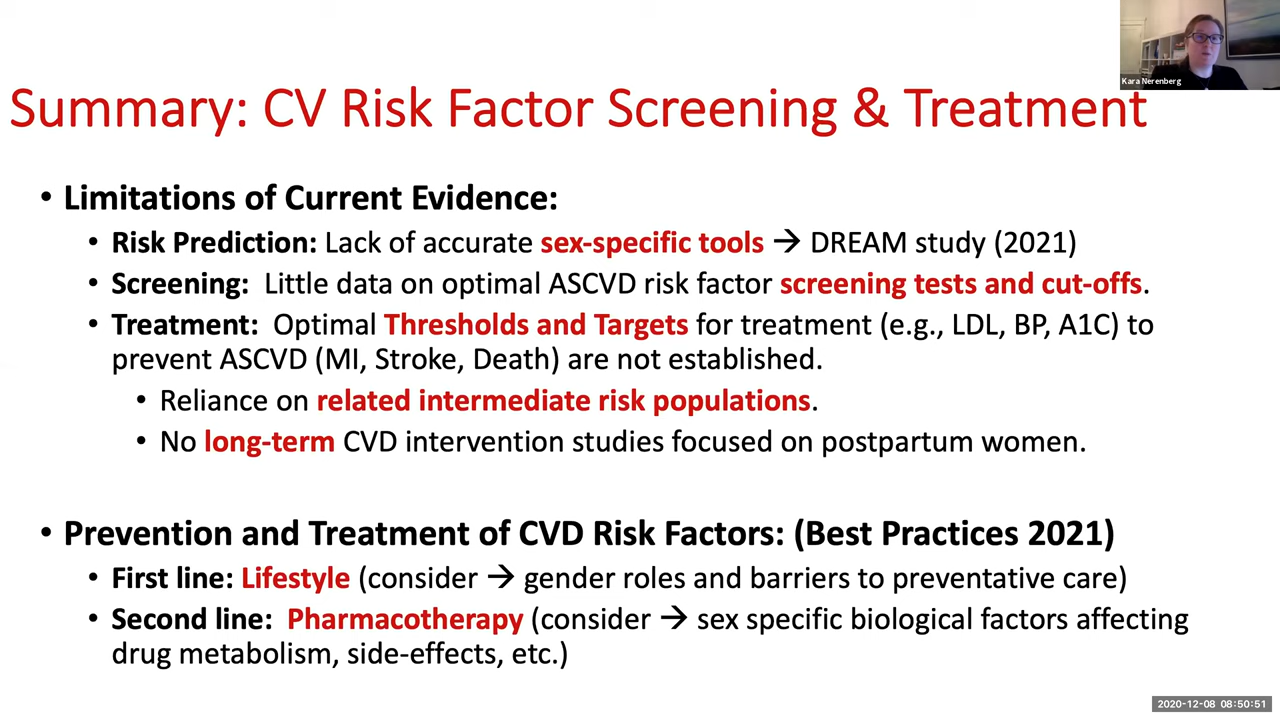 Kara Nerenberg
Summary: CV Risk Factor Screening & Treatment
• Limitations of Current Evidence:
• Risk Prediction: Lack of accurate sex-specific tools → DREAM study (2021)
• Screening: Little data on optimal ASCVD risk factor screening tests and cut-offs.
• Treatment: Optimal Thresholds and Targets for treatment (e.g., LDL, BP, A1C) to
prevent ASCVD (MI, Stroke, Death) are not established.
• Reliance on related intermediate risk populations.
• No long-term CVD intervention studies focused on postpartum women.
• Prevention and Treatment of CVD Risk Factors: (Best Practices 2021)
• First line: Lifestyle (consider → gender roles and barriers to preventative care)
• Second line: Pharmacotherapy (consider → sex specific biological factors affecting
drug metabolism, side-effects, etc.)
2020-12-08 08:50:51